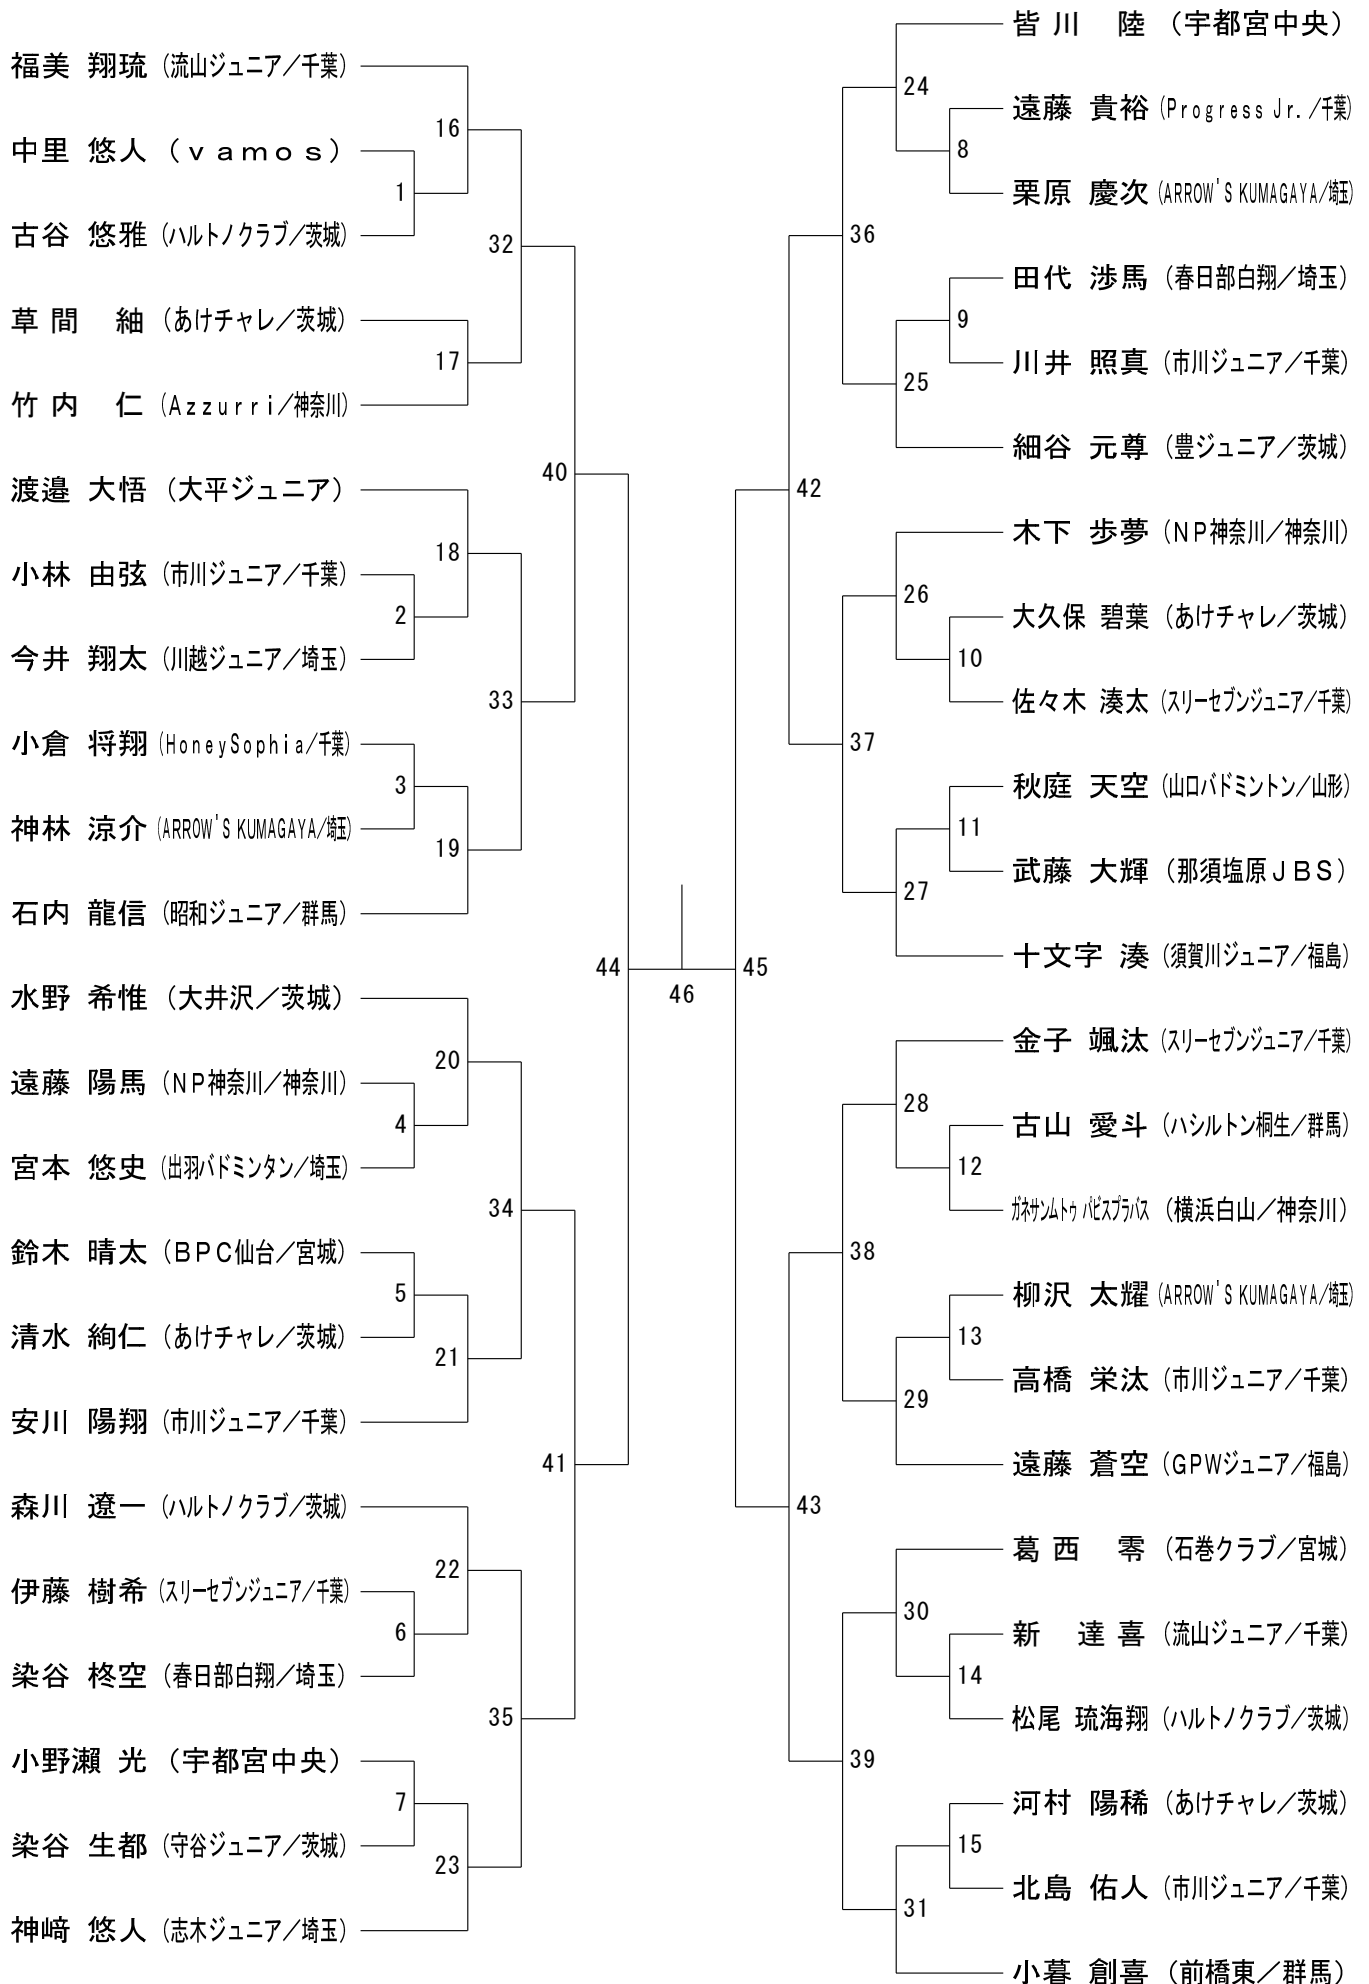 福美 翔琉 (流山ジュニア／千葉)
16
中里 悠人 (ｖａｍｏｓ)
1
古谷 悠雅 (ハルトノクラブ／茨城)
32
草間 紬 (あけチャレ／茨城)
17
竹内 仁 (Azzurri／神奈川)
40
渡邉 大悟 (大平ジュニア)
18
小林 由弦 (市川ジュニア／千葉)
2
今井 翔太 (川越ジュニア／埼玉)
33
小倉 将翔 (HoneySophia／千葉)
3
神林 涼介 (ARROW'S KUMAGAYA／埼玉)
19
石内 龍信 (昭和ジュニア／群馬)
44
水野 希惟 (大井沢／茨城)
20
遠藤 陽馬 (ＮＰ神奈川／神奈川)
4
宮本 悠史 (出羽バドミンタン／埼玉)
34
鈴木 晴太 (ＢＰＣ仙台／宮城)
5
清水 絢仁 (あけチャレ／茨城)
21
安川 陽翔 (市川ジュニア／千葉)
41
森川 遼一 (ハルトノクラブ／茨城)
22
伊藤 樹希 (スリーセブンジュニア／千葉)
6
染谷 柊空 (春日部白翔／埼玉)
35
小野瀬 光 (宇都宮中央)
7
染谷 生都 (守谷ジュニア／茨城)
23
神﨑 悠人 (志木ジュニア／埼玉)
46
皆川 陸 (宇都宮中央)
24
遠藤 貴裕 (Progress Jr.／千葉)
8
栗原 慶次 (ARROW'S KUMAGAYA／埼玉)
36
田代 渉馬 (春日部白翔／埼玉)
9
川井 照真 (市川ジュニア／千葉)
25
細谷 元尊 (豊ジュニア／茨城)
42
木下 歩夢 (ＮＰ神奈川／神奈川)
26
大久保 碧葉 (あけチャレ／茨城)
10
佐々木 湊太 (スリーセブンジュニア／千葉)
37
秋庭 天空 (山口バドミントン／山形)
11
武藤 大輝 (那須塩原ＪＢＳ)
27
十文字 湊 (須賀川ジュニア／福島)
45
金子 颯汰 (スリーセブンジュニア／千葉)
28
古山 愛斗 (ハシルトン桐生／群馬)
12
ガネサンムトゥ パビスプラバス (横浜白山／神奈川)
38
柳沢 太耀 (ARROW'S KUMAGAYA／埼玉)
13
高橋 栄汰 (市川ジュニア／千葉)
29
遠藤 蒼空 (ＧＰＷジュニア／福島)
43
葛西 零 (石巻クラブ／宮城)
30
新 達喜 (流山ジュニア／千葉)
14
松尾 琉海翔 (ハルトノクラブ／茨城)
39
河村 陽稀 (あけチャレ／茨城)
15
北島 佑人 (市川ジュニア／千葉)
31
小暮 創喜 (前橋東／群馬)